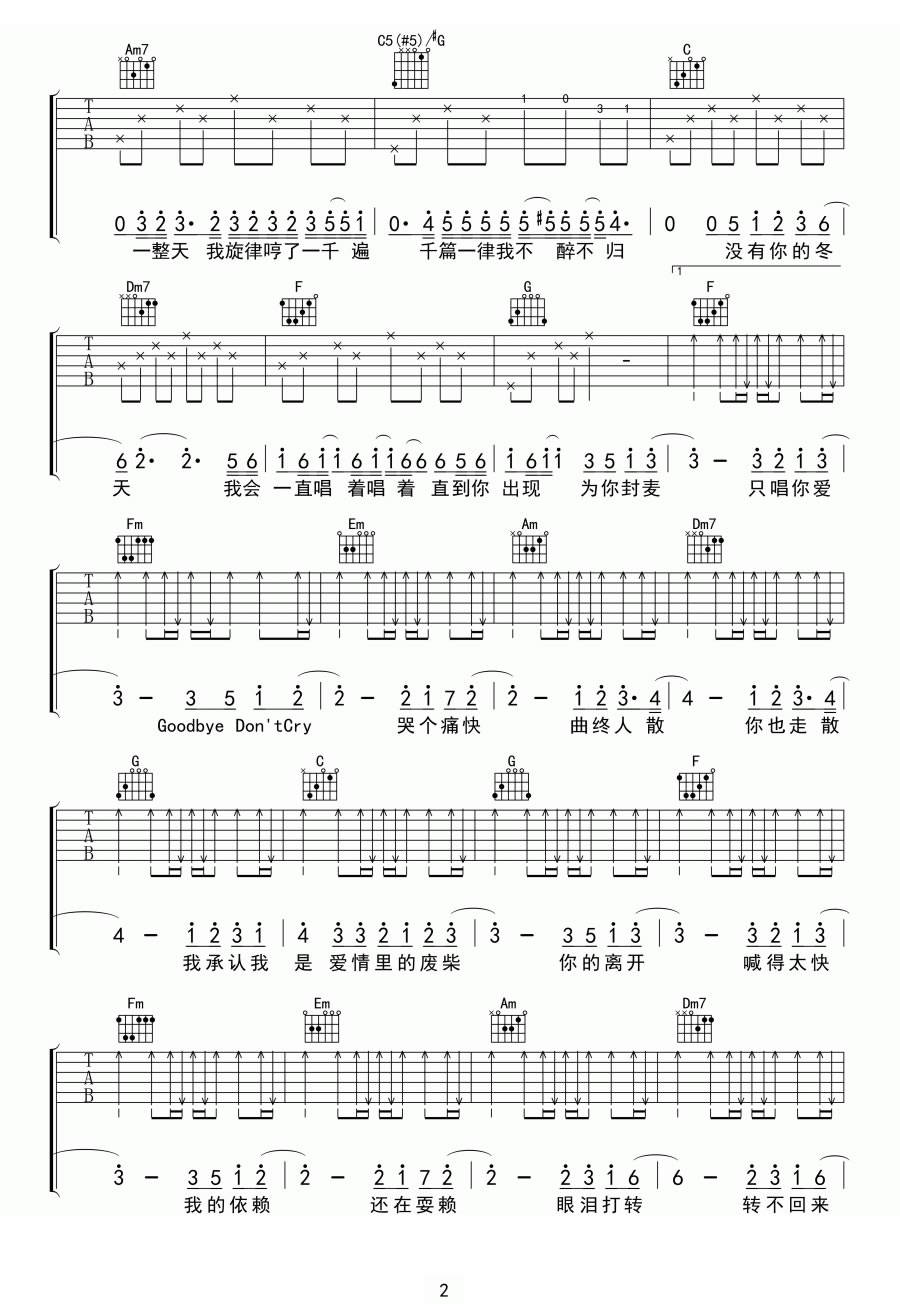 Am7 C5(#5)/#G C
T
A
B
1 0 3 1
0 3 2 3· 2 3 2 3 2 3 5 5 1 | 0· 4 5 5 5 5 5 #5 5 5 5 4· | 0 0 5 1 2 3 6
一整天 我旋律哼了一千 遍 千篇一律我不 醉不 归 没有你的冬
1
Dm7 F G F
T
A
B
6 2· 2· 5 6 | 1 6 1 1 6 1 1 6 6 6 5 6 | 1 6 1 1 3 5 1 3 | 3 – 3 2 1 3
天 我会 一直唱 着唱 着 直到你 出现 为你封麦 只唱你爱
Fm Em Am Dm7
T
A
B
3 – 3 5 1 2 | 2 – 2 1 7 2 | 2 – 1 2 3· 4 | 4 – 1 2 3· 4
Goodbye Don'tCry 哭个痛快 曲终人 散 你也走 散
G C G F
T
A
B
4 – 1 2 3 1 | 4 3 3 2 1 2 3 | 3 – 3 5 1 3 | 3 – 3 2 1 3 |
我承认我 是 爱情里的废柴 你的离开 喊得太快
Fm Em Am Dm7
T
A
B
3 – 3 5 1 2 | 2 – 2 1 7 2 | 2 – 2 3 1 6 | 6 – 2 3 1 6 |
我的依赖 还在耍赖 眼泪打转 转不回来
2